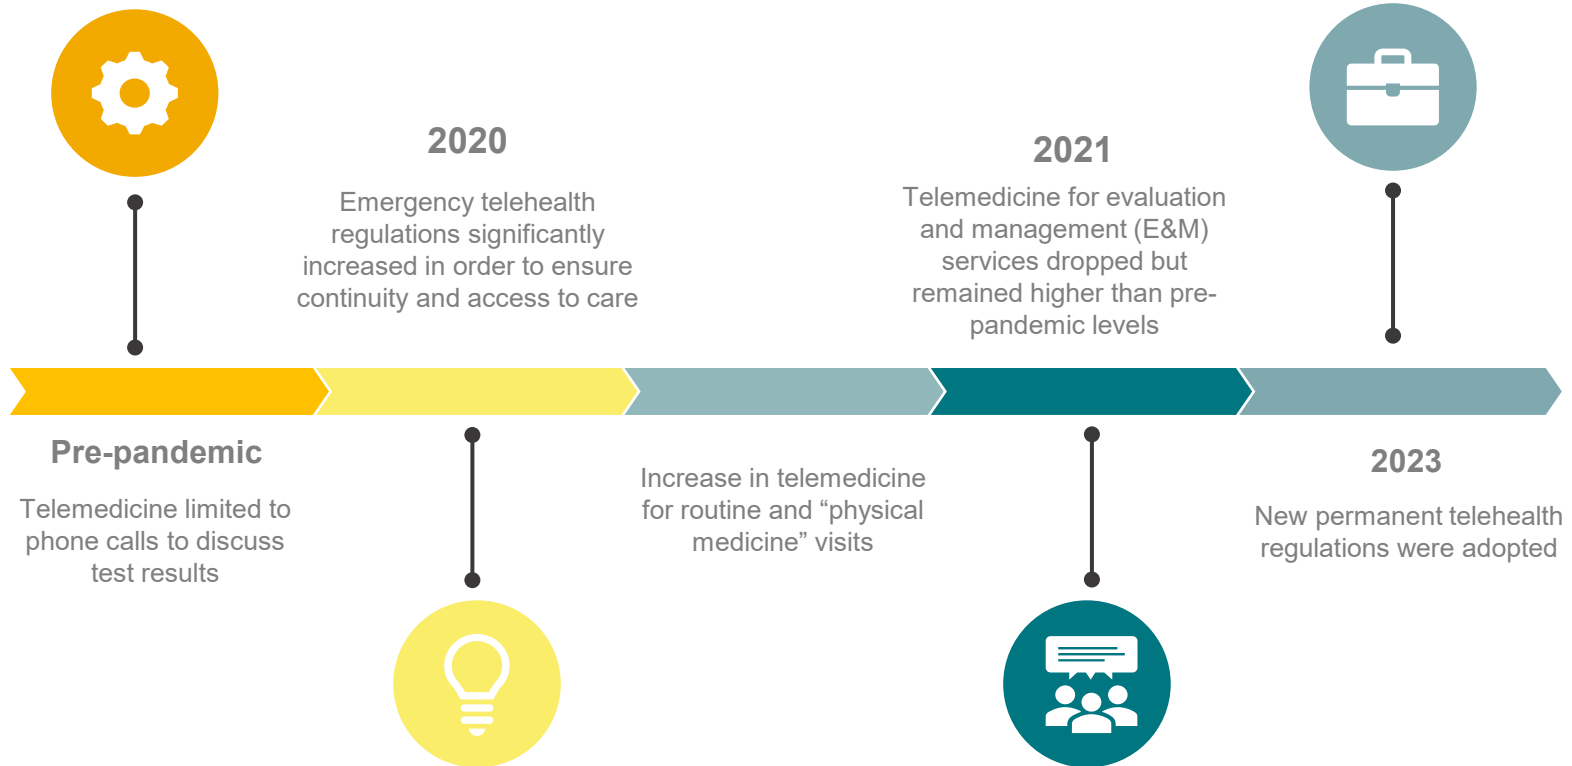 Pre-pandemic
Telemedicine limited to
phone calls to discuss
test results
2020
Emergency telehealth
regulations significantly
increased in order to ensure
continuity and access to care
Increase in telemedicine
for routine and “physical
medicine” visits
2021
Telemedicine for evaluation
and management (E&M)
services dropped but
remained higher than pre-
pandemic levels
2023
New permanent telehealth
regulations were adopted